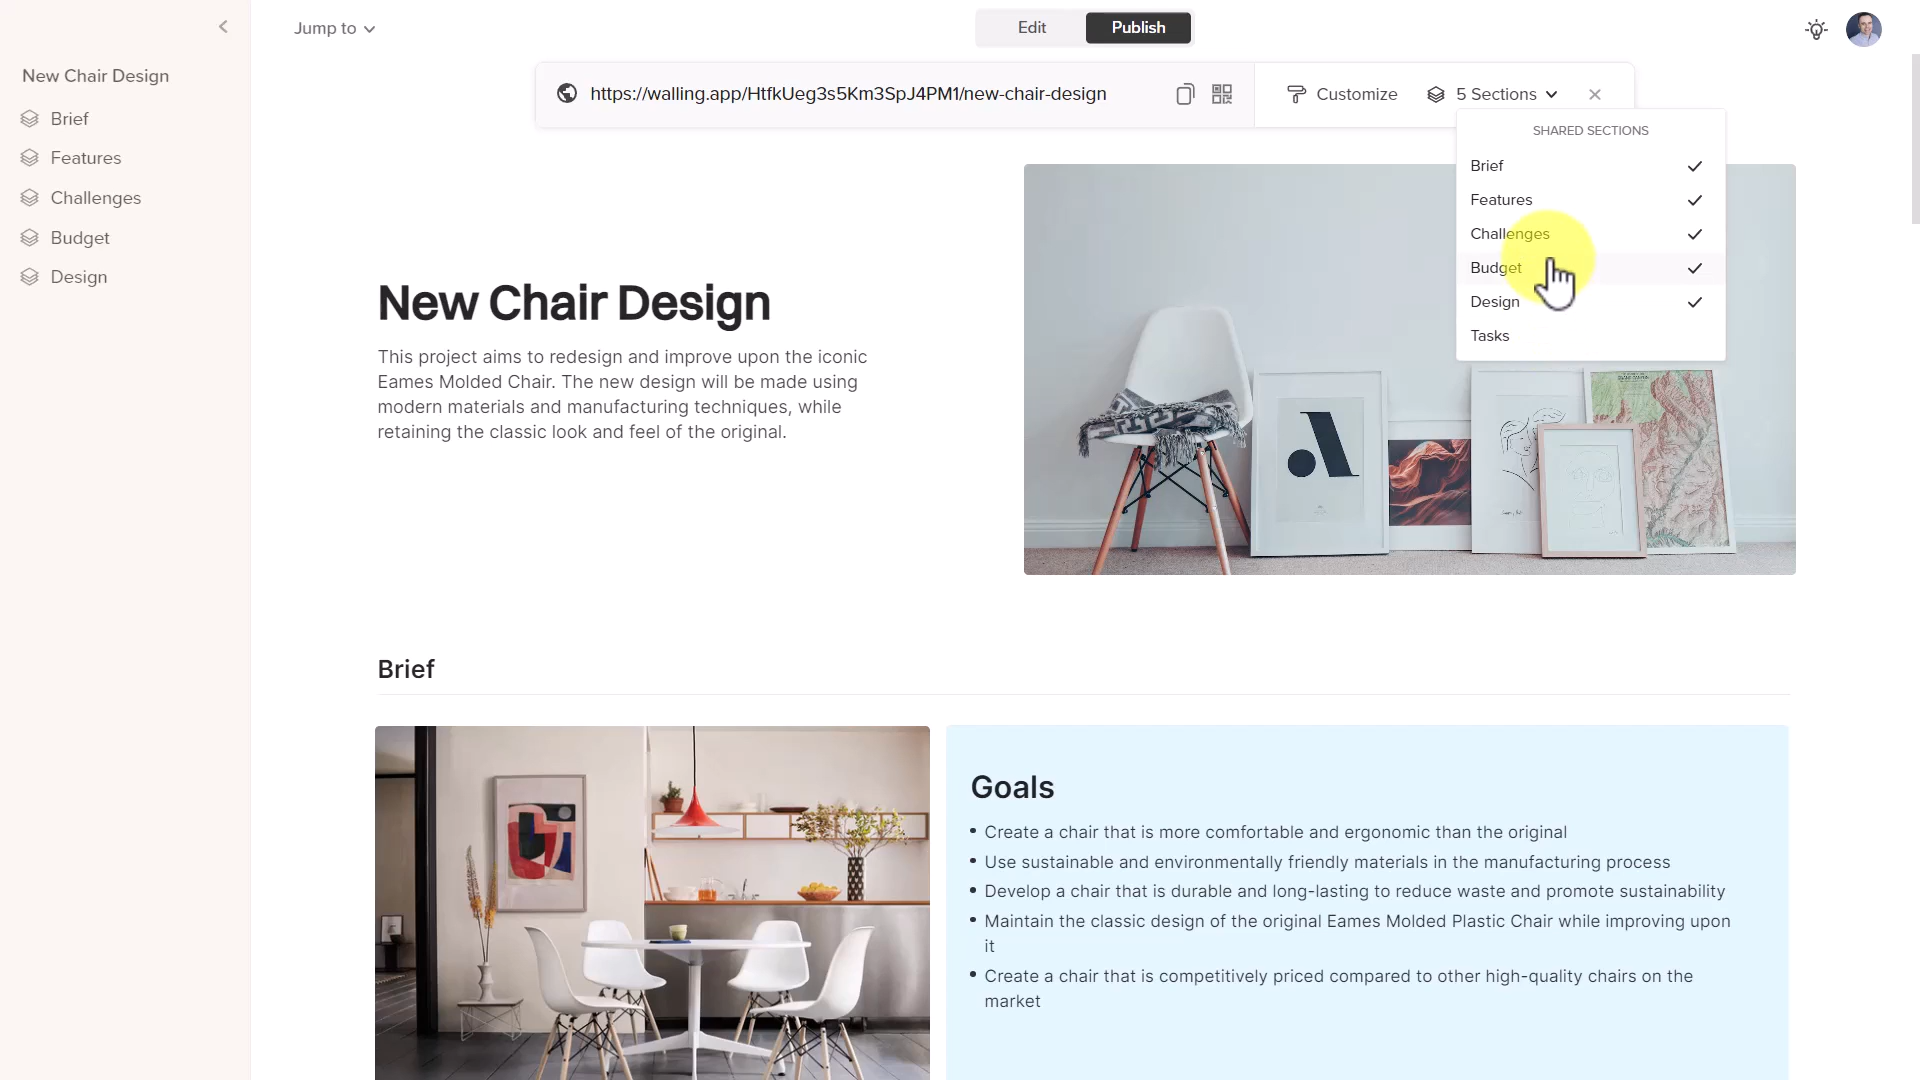 Jump to
Edit
Publish
New Chair Design
Brief
Features
Challenges
Budget
Design
https://walling.app/HtfkUeg3s5Km3SpJ4PM1/new-chair-design
Customize
5 Sections
SHARED SECTIONS
Brief
Features
Challenges
Budget
Design
Tasks
New Chair Design
This project aims to redesign and improve upon the iconic
Eames Molded Chair. The new design will be made using
modern materials and manufacturing techniques, while
retaining the classic look and feel of the original.
Brief
Goals
• Create a chair that is more comfortable and ergonomic than the original
• Use sustainable and environmentally friendly materials in the manufacturing process
• Develop a chair that is durable and long-lasting to reduce waste and promote sustainability
• Maintain the classic design of the original Eames Molded Plastic Chair while improving upon
it
• Create a chair that is competitively priced compared to other high-quality chairs on the
market